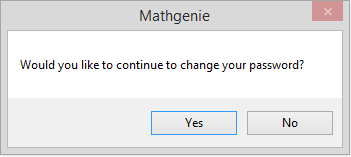 Mathgenie
Would you like to continue to change your password?
Yes No